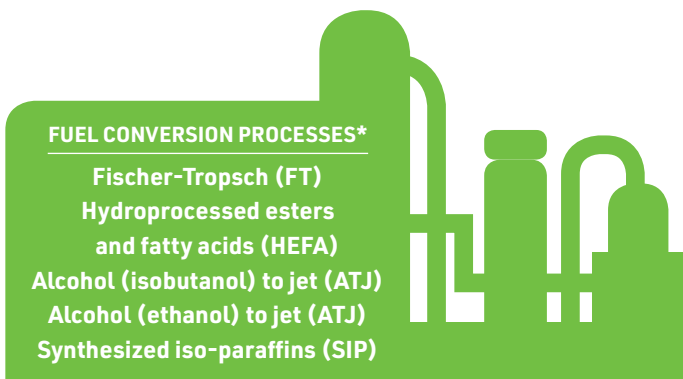 FUEL CONVERSION PROCESSES*
Fischer-Tropsch (FT)
Hydroprocessed esters
and fatty acids (HEFA)
Alcohol (isobutanol) to jet (ATJ)
Alcohol (ethanol) to jet (ATJ)
Synthesized iso-paraffins (SIP)